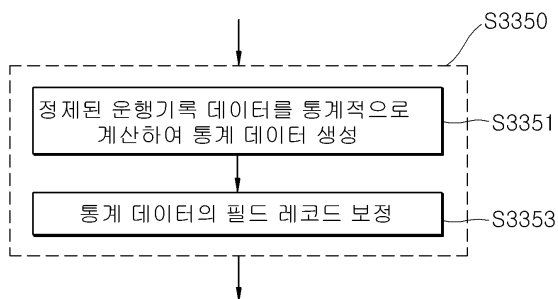 S3350
정제된 운행기록 데이터를 통계적으로
계산하여 통계 데이터 생성
S3351
통계 데이터의 필드 레코드 보정
S3353